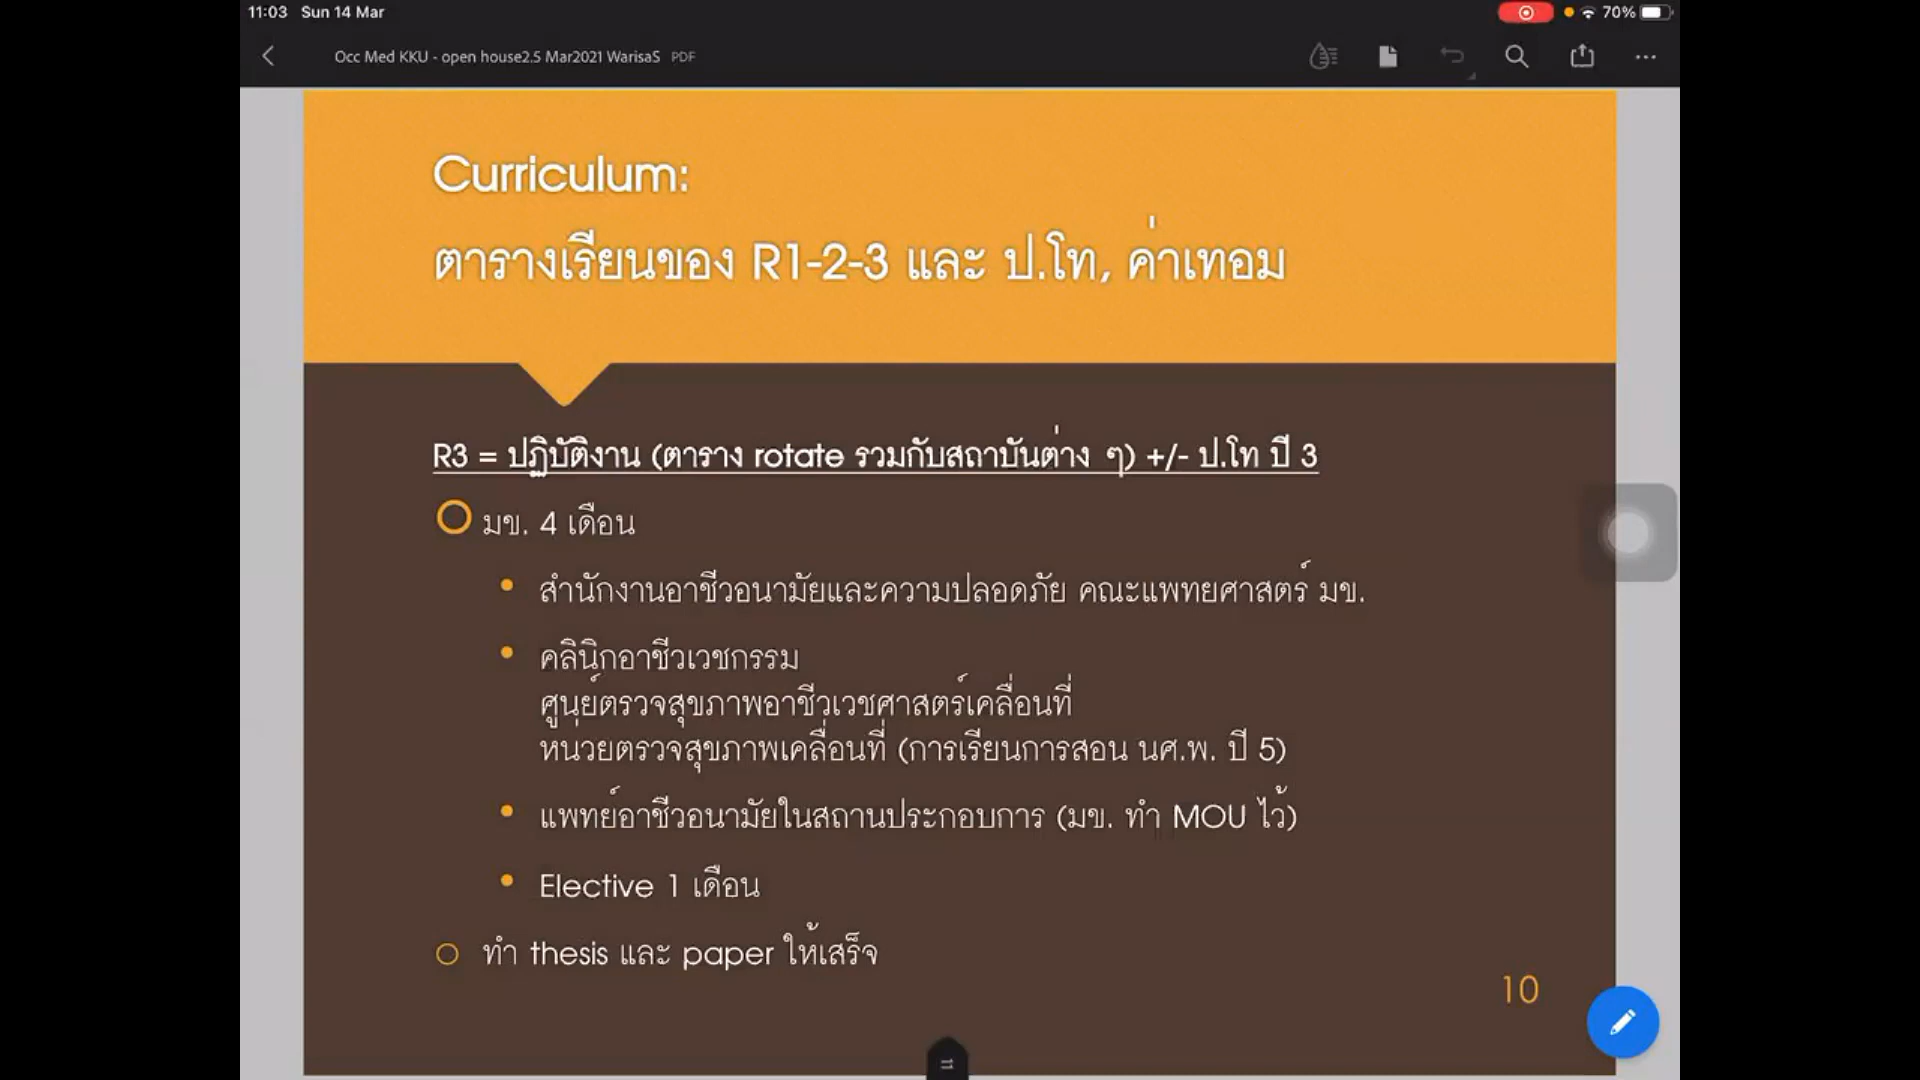 11:03 Sun 14 Mar
70%
Occ Med KKU - open house2.5 Mar2021 WarisaS PDF
Curriculum:
ตารางเรียนของ R1-2-3 และ ป.โท, ค่าเทอม
R3 = ปฏิบัติงาน (ตาราง rotate รวมกับสถาบันต่าง ๆ) +/- ป.โท ปี 3
มข. 4 เดือน
สำนักงานอาชีวอนามัยและความปลอดภัย คณะแพทยศาสตร์ มข.
คลินิกอาชีวเวชกรรม
ศูนย์ตรวจสุขภาพอาชีวเวชศาสตร์เคลื่อนที่
หน่วยตรวจสุขภาพเคลื่อนที่ (การเรียนการสอน นศ.พ. ปี 5)
แพทย์อาชีวอนามัยในสถานประกอบการ (มข. ทำ MOU ไว้)
Elective 1 เดือน
ทำ thesis และ paper ให้เสร็จ
10